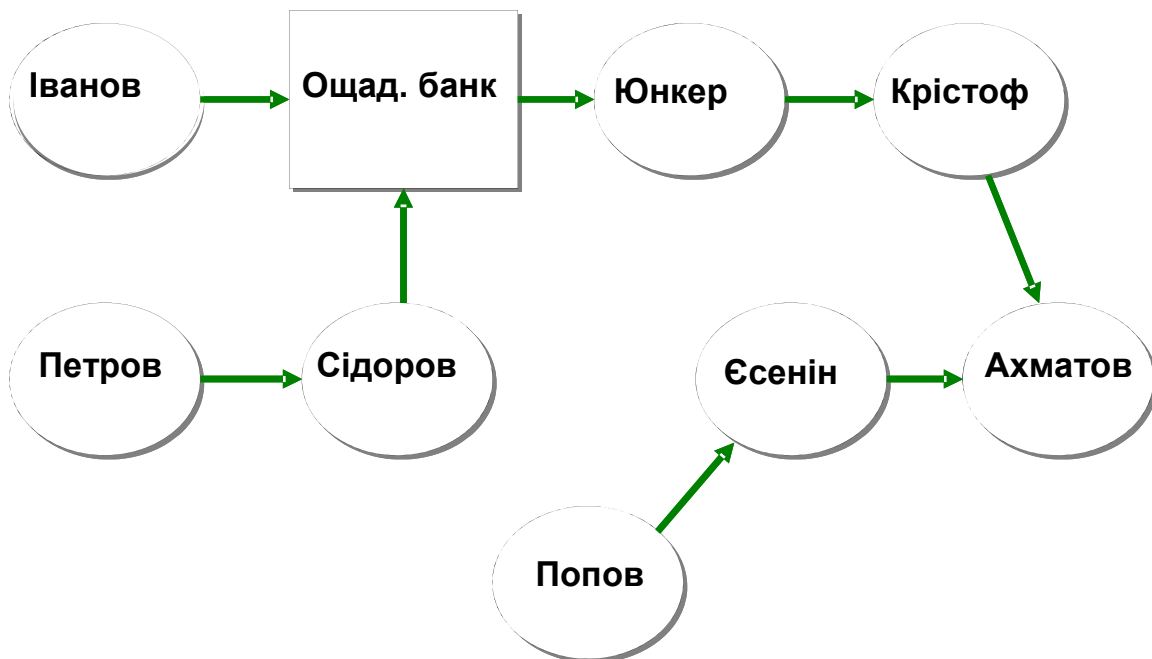 Іванов
Ощад. банк
Юнкер
Крістоф
Петров
Сідоров
Єсенін
Ахматов
Попов